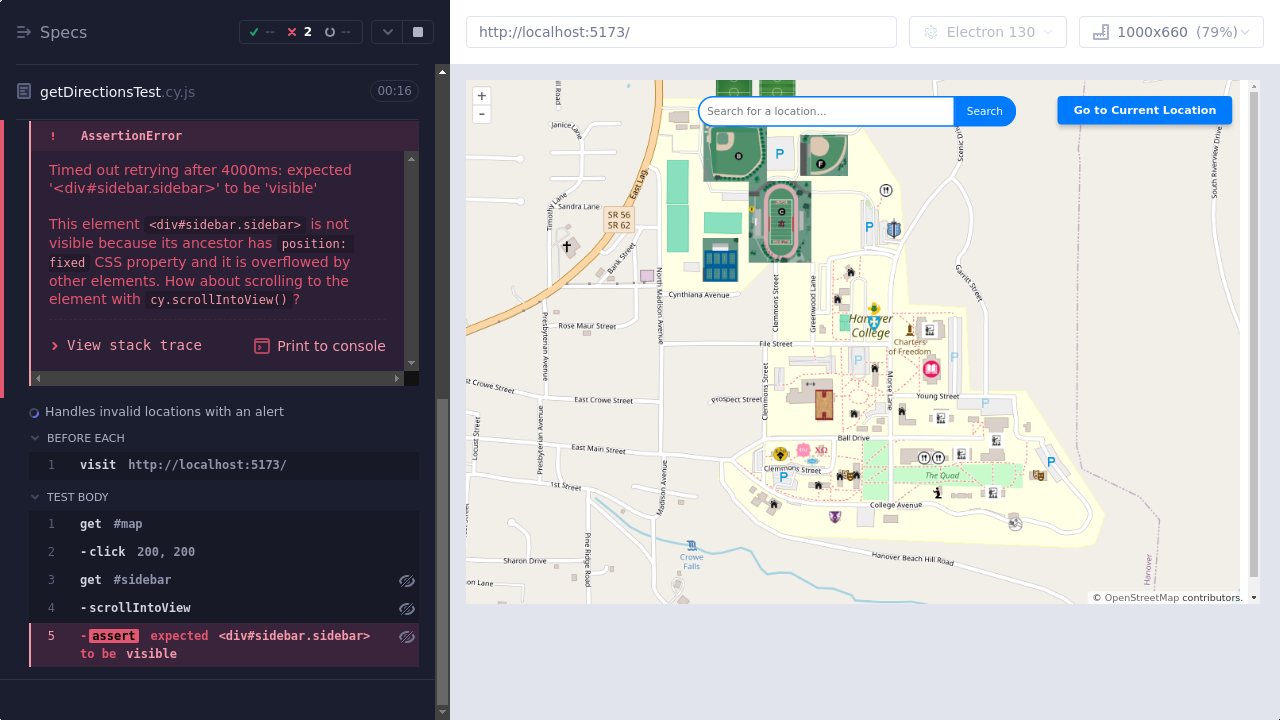 Specs
--
2
--
http://localhost:5173/
Electron 130
1000x660 (79%)
getDirectionsTest.cy.js
00:16
! AssertionError
Timed out retrying after 4000ms: expected
'<div#sidebar.sidebar>' to be 'visible'
This element <div#sidebar.sidebar> is not
visible because its ancestor has position:
fixed CSS property and it is overflowed by
other elements. How about scrolling to the
element with cy.scrollIntoView() ?
View stack trace
Print to console
Handles invalid locations with an alert
BEFORE EACH
1 visit http://localhost:5173/
TEST BODY
1 get #map
2 -click 200, 200
3 get #sidebar
4 -scrollIntoView
5 -assert expected <div#sidebar.sidebar>
to be visible
+
-
Search for a location...
Search
Go to Current Location
Janice Lane
Scenic Drive
South Riverview Drive
East Lag
Timothy Lane
Sandra Lane
SR 56
SR 62
B
P
F
C
P
Bank Street
North Madison Avenue
Cynthiana Avenue
Clemmons Street
Greenwood Lane
Garritt Street
Presbyterian Avenue
Rose Maur Street
Hanover
College
Charters
of Freedom
File Street
P
P
st Crowe Street
East Crowe Street
Prospect Street
Clemmons Street
Morse Lane
Young Street
P
Locust Street
Presbyterian Avenue
East Main Street
Ball Drive
ΧΩ
Clemmons Street
P
The Quad
P
1st Street
Madison Avenue
College Avenue
Pine Ridge Road
Sharon Drive
Crowe
Falls
Hanover Beach Hill Road
Hanover
on Lane
© OpenStreetMap contributors.